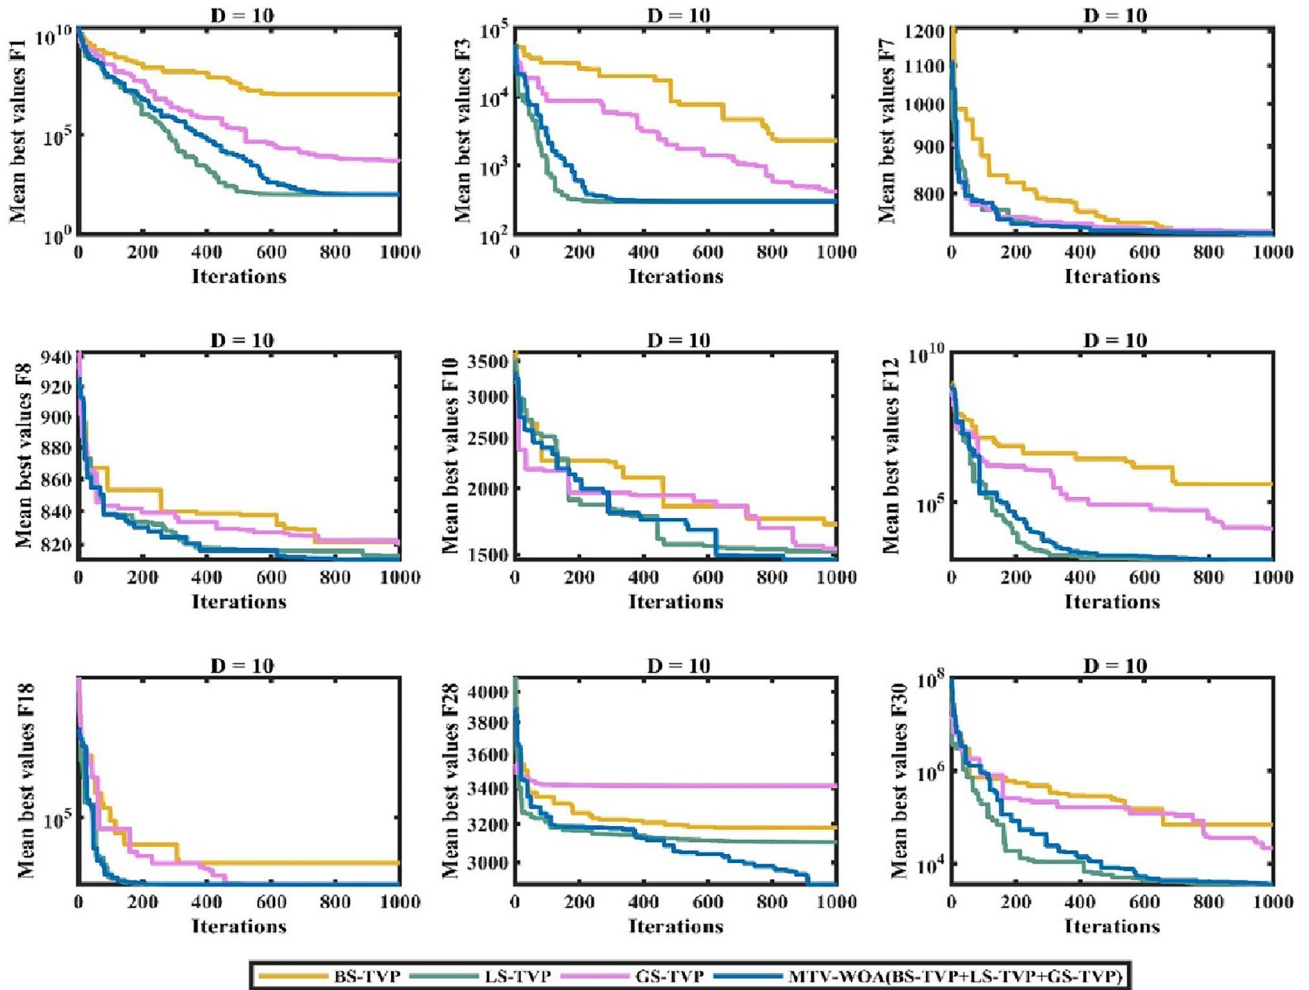 D = 10
D = 10
D = 10
Mean best values F1
10^10
10^5
10^0
0 200 400 600 800 1000
Iterations
Mean best values F3
10^5
10^4
10^3
10^2
0 200 400 600 800 1000
Iterations
Mean best values F7
1200
1100
1000
900
800
0 200 400 600 800 1000
Iterations
D = 10
D = 10
D = 10
Mean best values F8
940
920
900
880
860
840
820
0 200 400 600 800 1000
Iterations
Mean best values F10
3500
3000
2500
2000
1500
0 200 400 600 800 1000
Iterations
Mean best values F12
10^10
10^5
0 200 400 600 800 1000
Iterations
D = 10
D = 10
D = 10
Mean best values F18
10^5
0 200 400 600 800 1000
Iterations
Mean best values F28
4000
3800
3600
3400
3200
3000
0 200 400 600 800 1000
Iterations
Mean best values F30
10^8
10^6
10^4
0 200 400 600 800 1000
Iterations
BS-TVP LS-TVP GS-TVP MTV-WOA(BS-TVP+LS-TVP+GS-TVP)